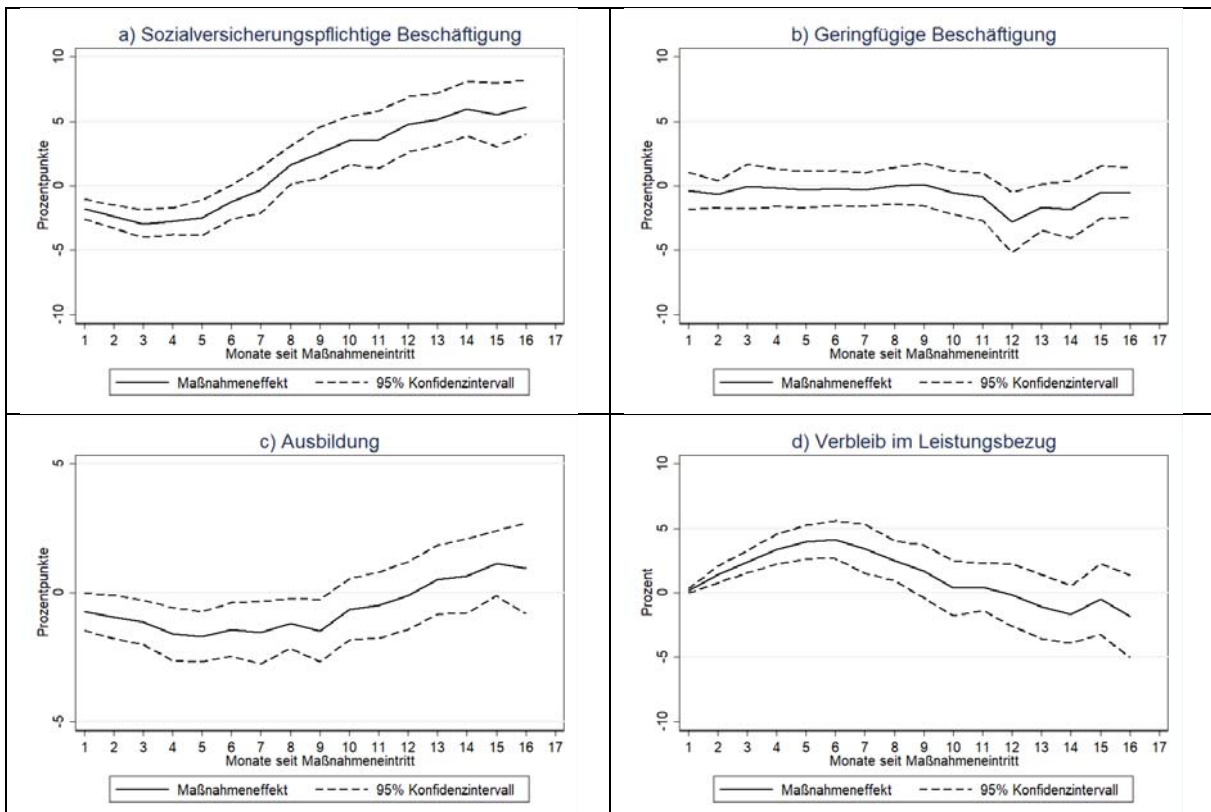 a) Sozialversicherungspflichtige Beschäftigung
10
5
0
-5
-10
Prozentpunkte
1 2 3 4 5 6 7 8 9 10 11 12 13 14 15 16 17
Monate seit Maßnahmeneintritt
Maßnahmeneffekt 95% Konfidenzintervall
b) Geringfügige Beschäftigung
10
5
0
-5
-10
Prozentpunkte
1 2 3 4 5 6 7 8 9 10 11 12 13 14 15 16 17
Monate seit Maßnahmeneintritt
Maßnahmeneffekt 95% Konfidenzintervall
c) Ausbildung
5
0
-5
Prozentpunkte
1 2 3 4 5 6 7 8 9 10 11 12 13 14 15 16 17
Monate seit Maßnahmeneintritt
Maßnahmeneffekt 95% Konfidenzintervall
d) Verbleib im Leistungsbezug
10
5
0
-5
-10
Prozent
1 2 3 4 5 6 7 8 9 10 11 12 13 14 15 16 17
Monate seit Maßnahmeneintritt
Maßnahmeneffekt 95% Konfidenzintervall